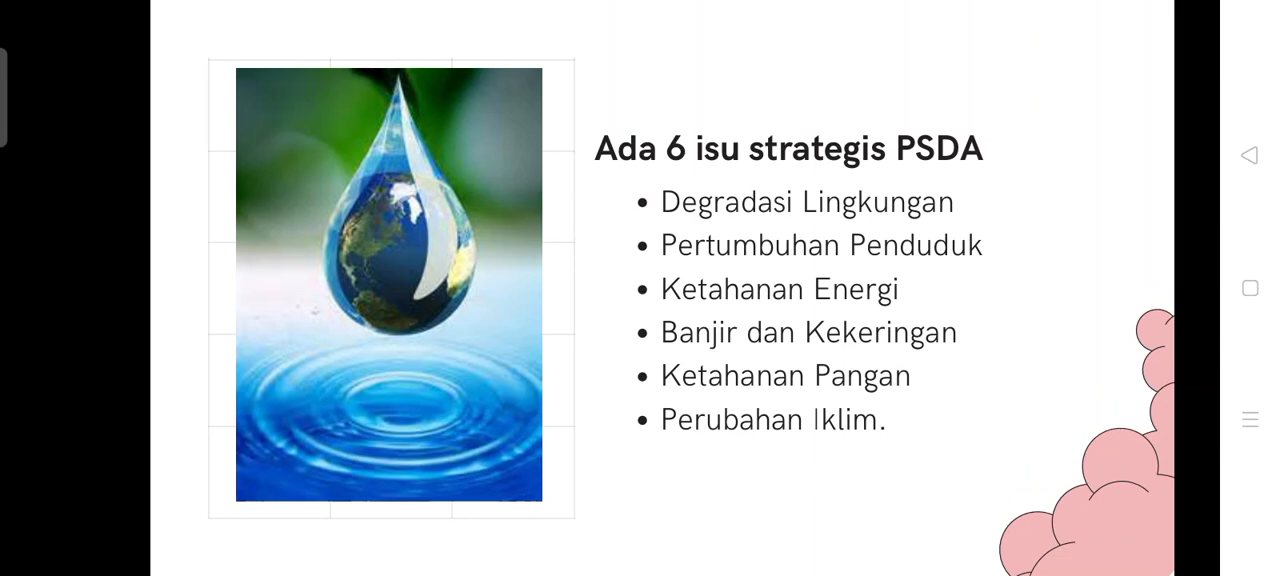 Ada 6 isu strategis PSDA
• Degradasi Lingkungan
• Pertumbuhan Penduduk
• Ketahanan Energi
• Banjir dan Kekeringan
• Ketahanan Pangan
• Perubahan Iklim.